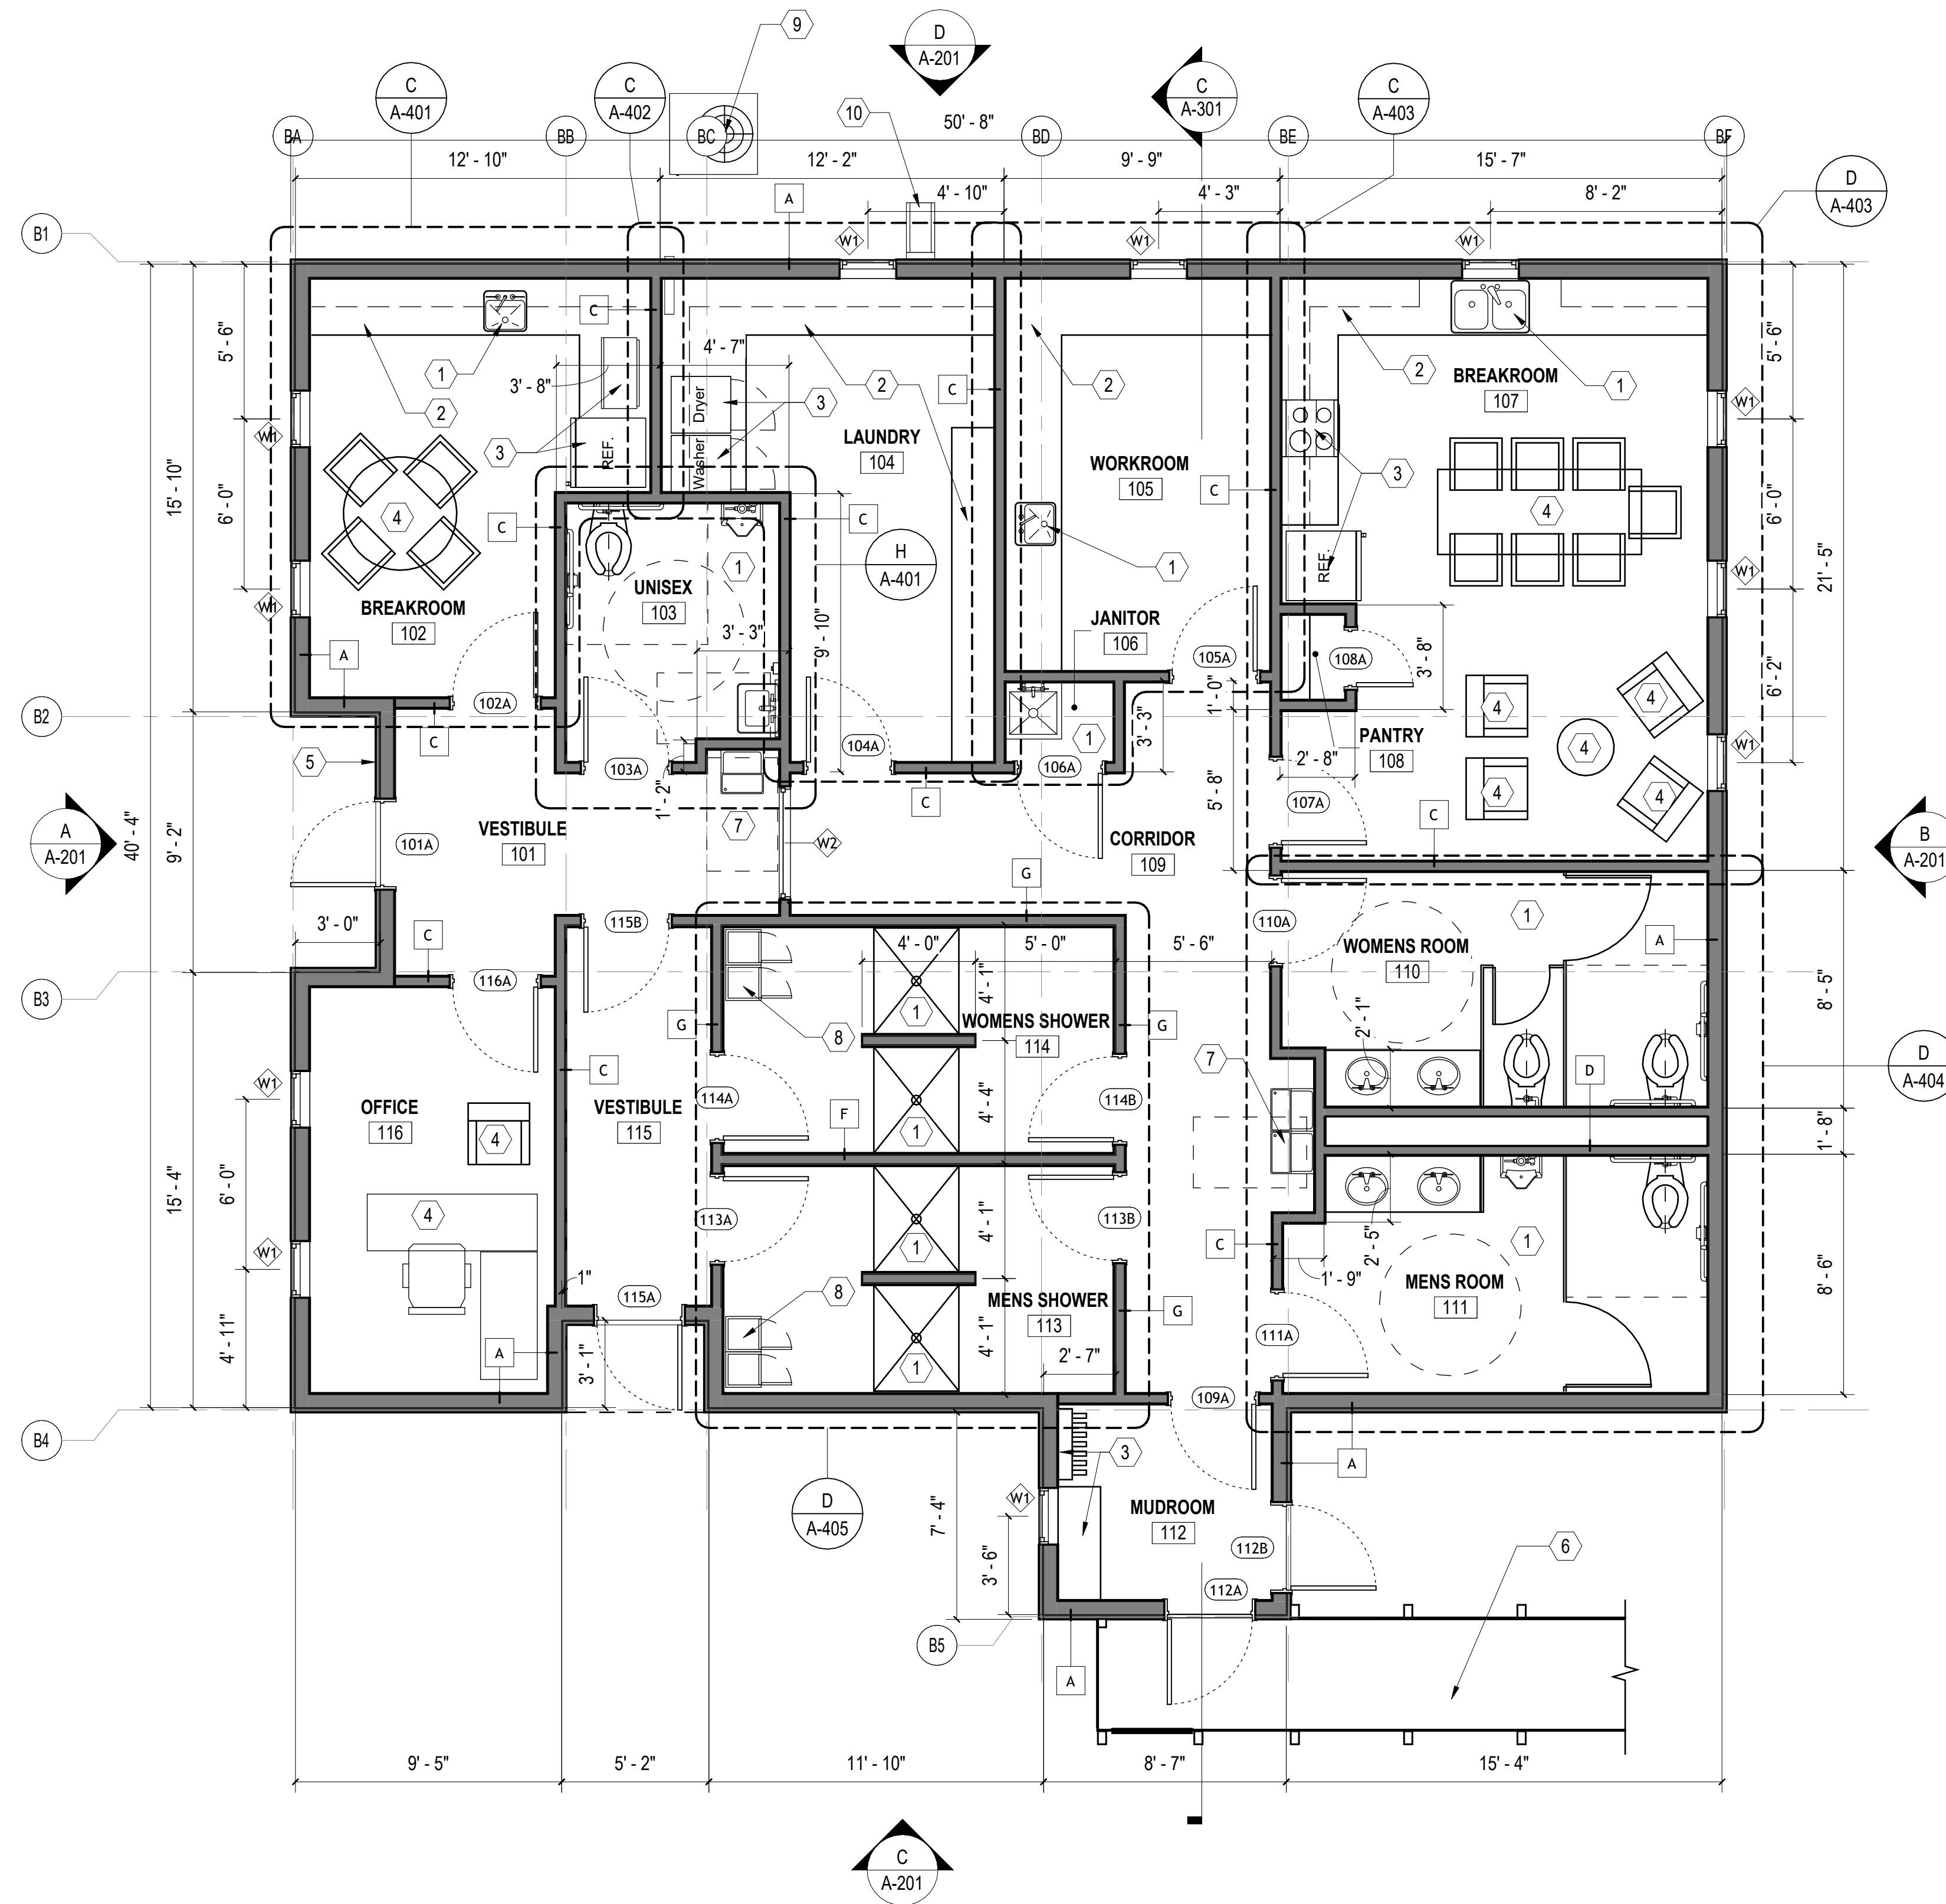 9
D
A-201
C
A-401
C
A-402
C
A-301
C
A-403
10
50' - 8"
BA
BB
BC
BD
BE
BF
12' - 10"
12' - 2"
9' - 9"
15' - 7"
D
A-403
4' - 10"
4' - 3"
8' - 2"
A
B1
W1
W1
W1
C
5' - 6"
5' - 6"
4' - 7"
1
3' - 8"
2
3
2
2
C
2
1
BREAKROOM
107
W1
W1
Dryer
3
LAUNDRY
104
REF.
Washer
WORKROOM
105
3
15' - 10"
6' - 0"
C
4
C
C
4
6' - 0"
21' - 5"
1
H
A-401
1
REF.
W1
W1
UNISEX
103
BREAKROOM
102
3' - 3"
9' - 10"
JANITOR
106
A
105A
108A
3' - 8"
6' - 2"
102A
1' - 0"
4
4
B2
C
1
3' - 3"
PANTRY
108
4
W1
5
103A
104A
106A
2' - 8"
1' - 2"
C
5' - 8"
107A
4
4
A
A-201
40' - 4"
9' - 2"
101A
VESTIBULE
101
7
W2
CORRIDOR
109
C
B
A-201
G
3' - 0"
115B
110A
1
C
4' - 0"
5' - 0"
5' - 6"
WOMENS ROOM
110
A
116A
4' - 1"
B3
1
8
G
WOMENS SHOWER
114
G
2' - 1"
8' - 5"
7
D
A-404
W1
C
OFFICE
116
VESTIBULE
115
114A
F
4' - 4"
114B
D
4
1
1' - 8"
15' - 4"
6' - 0"
4
113A
4' - 1"
113B
C
2' - 5"
1
W1
1
1"
1' - 9"
MENS ROOM
111
8' - 6"
115A
8
MENS SHOWER
113
G
4' - 11"
A
3' - 1"
4' - 1"
1
2' - 7"
111A
109A
B4
3
A
D
A-405
W1
7' - 4"
MUDROOM
112
3' - 6"
112B
6
112A
B5
A
9' - 5"
5' - 2"
11' - 10"
8' - 7"
15' - 4"
C
A-201